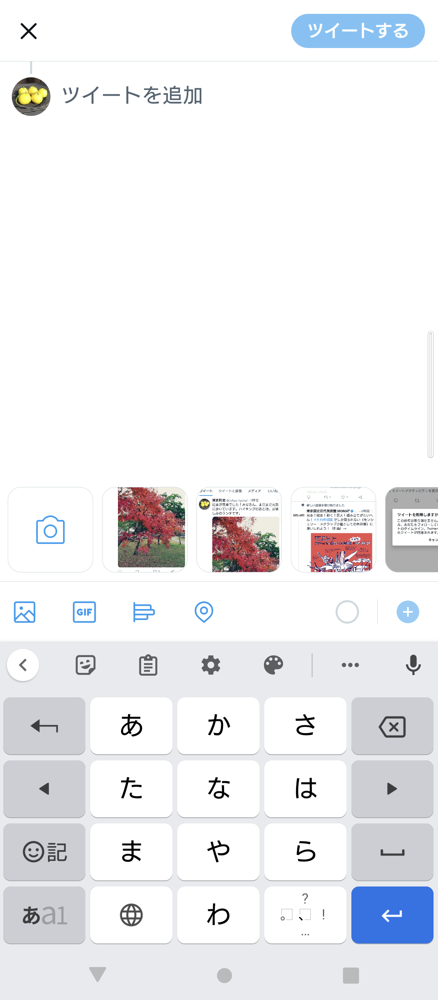 ツイートする
ツイートを追加
ツイート ツイートと返信 メディア いいね
東京町会 @tokyo_tyokai・1時間
紅葉が見事でした！みなさん、まだまだ元気
に歩いています。ハイキングのあとは、お楽
しみのランチです。
1
1 1
新しい返信を受け取りました
東京国立近代美術館 MOMAT ... ・8時間
光る！鳴る！動く！巨大！組み立てがたいへ
ん！ #大竹伸朗展 でしか見られない《モンシ
ェリー：スクラップ小屋としての自画像》に
游いしれよう！（担当）→
ツイートアクティビティを表示
ツイートを削除しますか
この操作は取り消せません。
ル、あなたをフォローしてい
トのタイムライン、Twitter
らツイートが削除されます。
キャン
GIF
あ か さ
た な は
記 ま や ら
あa1 わ 。 、 ? ! …